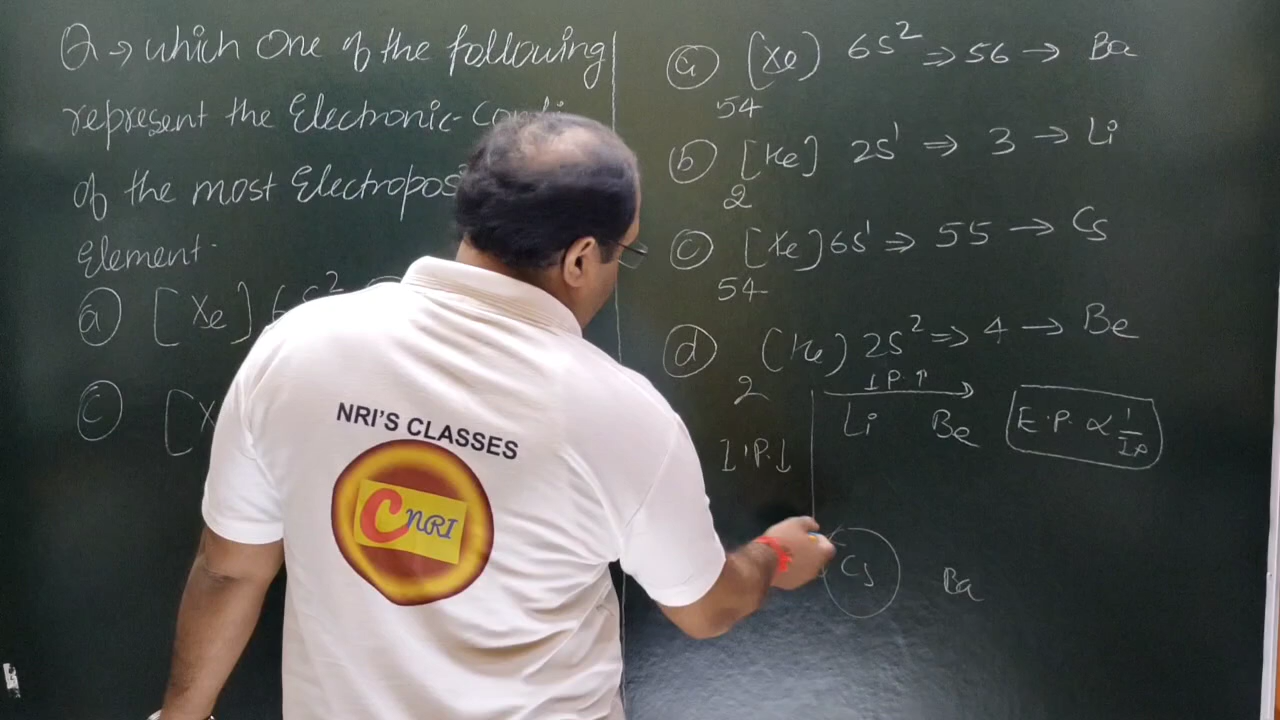 Q → which One of the following
represent the Electronic-
of the most
Element.
(a) [Xe] 6s²
(c) [X
(a) [Xe] 6s² ⇒ 56 → Ba
54
(b) [He] 2s¹ ⇒ 3 → Li
2
(c) [Xe] 6s¹ ⇒ 55 → Cs
54
(d) [He) 2s² ⇒ 4 → Be
2
I.P.↑
Li Be
E.P. ∝ 1/IP
I.P.↓
Cs Ba
NRI'S CLASSES
CNRI